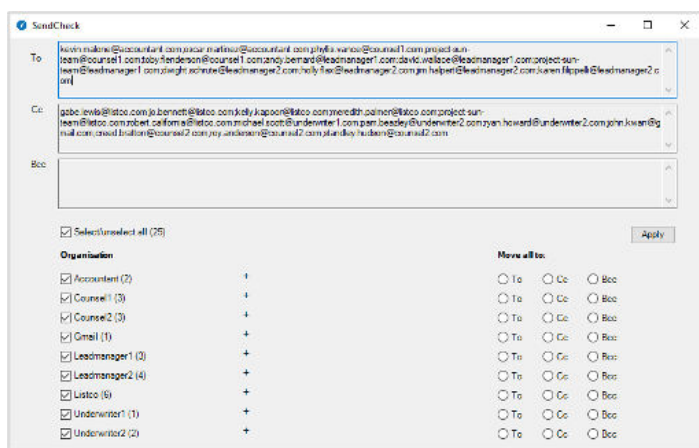 SendCheck
To
kevin.malone@accountant.com;oscar.martinez@accountant.com;phyllis.vance@counsel1.com;project-sun-
team@counsel1.com;toby.flenderson@counsel1.com;andy.bernard@leadmanager1.com;david.wallace@leadmanager1.com;project-sun-
team@leadmanager1.com;dwight.schrute@leadmanager2.com;holly.flax@leadmanager2.com;jim.halpert@leadmanager2.com;karen.filippelli@leadmanager2.c
om
Cc
gabe.lewis@listco.com;jo.bennett@listco.com;kelly.kapoor@listco.com;meredith.palmer@listco.com;project-sun-
team@listco.com;robert.california@listco.com;michael.scott@underwriter1.com;pam.beazley@underwriter2.com;ryan.howard@underwriter2.com;john.kwan@g
mail.com;creed.bratton@counsel2.com;roy.anderson@counsel2.com;standley.hudson@counsel2.com
Bcc
Select/unselect all (25)
Apply
Organisation Move all to:
Accountant (2) + To Cc Bcc
Counsel1 (3) + To Cc Bcc
Counsel2 (3) + To Cc Bcc
Gmail (1) + To Cc Bcc
Leadmanager1 (3) + To Cc Bcc
Leadmanager2 (4) + To Cc Bcc
Listco (6) + To Cc Bcc
Underwriter1 (1) + To Cc Bcc
Underwriter2 (2) + To Cc Bcc